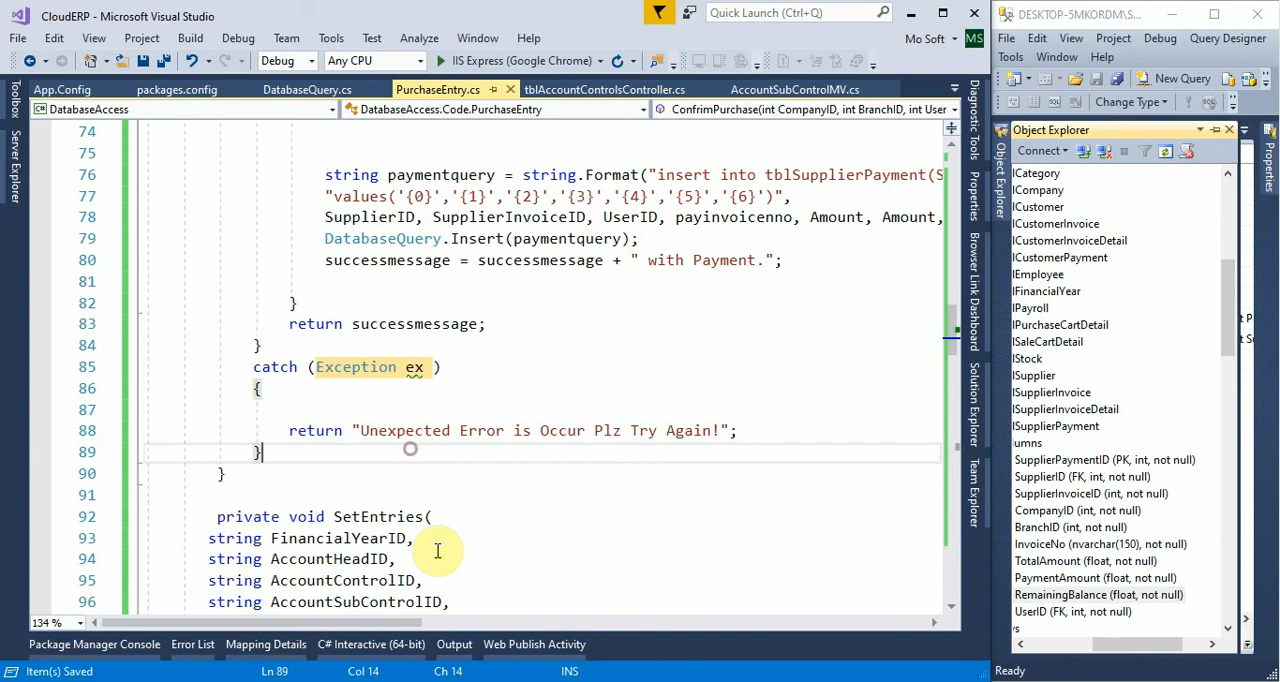 CloudERP - Microsoft Visual Studio
Quick Launch (Ctrl+Q)
File Edit View Project Build Debug Team Tools Test Analyze Window Help
Mo Soft MS
Debug Any CPU IIS Express (Google Chrome)
App.Config packages.config DatabaseQuery.cs PurchaseEntry.cs tblAccountControlsController.cs AccountSubControlMV.cs
DatabaseAccess DatabaseAccess.Code.PurchaseEntry ConfrimPurchase(int CompanyID, int BranchID, int User
Toolbox
Server Explorer
74
75
76 string paymentquery = string.Format("insert into tblSupplierPayment(S
77 "values('{0}','{1}','{2}','{3}','{4}','{5}','{6}')",
78 SupplierID, SupplierInvoiceID, UserID, payinvoicenno, Amount, Amount,
79 DatabaseQuery.Insert(paymentquery);
80 successmessage = successmessage + " with Payment.";
81
82 }
83 return successmessage;
84 }
85 catch (Exception ex )
86 {
87
88 return "Unexpected Error is Occur Plz Try Again!";
89 }
90 }
91
92 private void SetEntries(
93 string FinancialYearID,
94 string AccountHeadID,
95 string AccountControlID,
96 string AccountSubControlID,
134 %
Package Manager Console Error List Mapping Details C# Interactive (64-bit) Output Web Publish Activity
Item(s) Saved Ln 89 Col 14 Ch 14 INS
Diagnostic Tools
Properties
Browser Link Dashboard
Solution Explorer
Team Explorer
DESKTOP-5MKORDM\S...
File Edit View Project Debug Query Designer
Tools Window Help
New Query
Change Type
Object Explorer
Object Explorer
Properties
Connect
lCategory
lCompany
lCustomer
lCustomerInvoice
lCustomerInvoiceDetail
lCustomerPayment
lEmployee
lFinancialYear
lPayroll
lPurchaseCartDetail
lSaleCartDetail
lStock
lSupplier
lSupplierInvoice
lSupplierInvoiceDetail
lSupplierPayment
umns
SupplierPaymentID (PK, int, not null)
SupplierID (FK, int, not null)
SupplierInvoiceID (FK, int, not null)
CompanyID (int, not null)
BranchID (int, not null)
InvoiceNo (nvarchar(150), not null)
TotalAmount (float, not null)
PaymentAmount (float, not null)
RemainingBalance (float, not null)
UserID (FK, int, not null)
ys
Ready